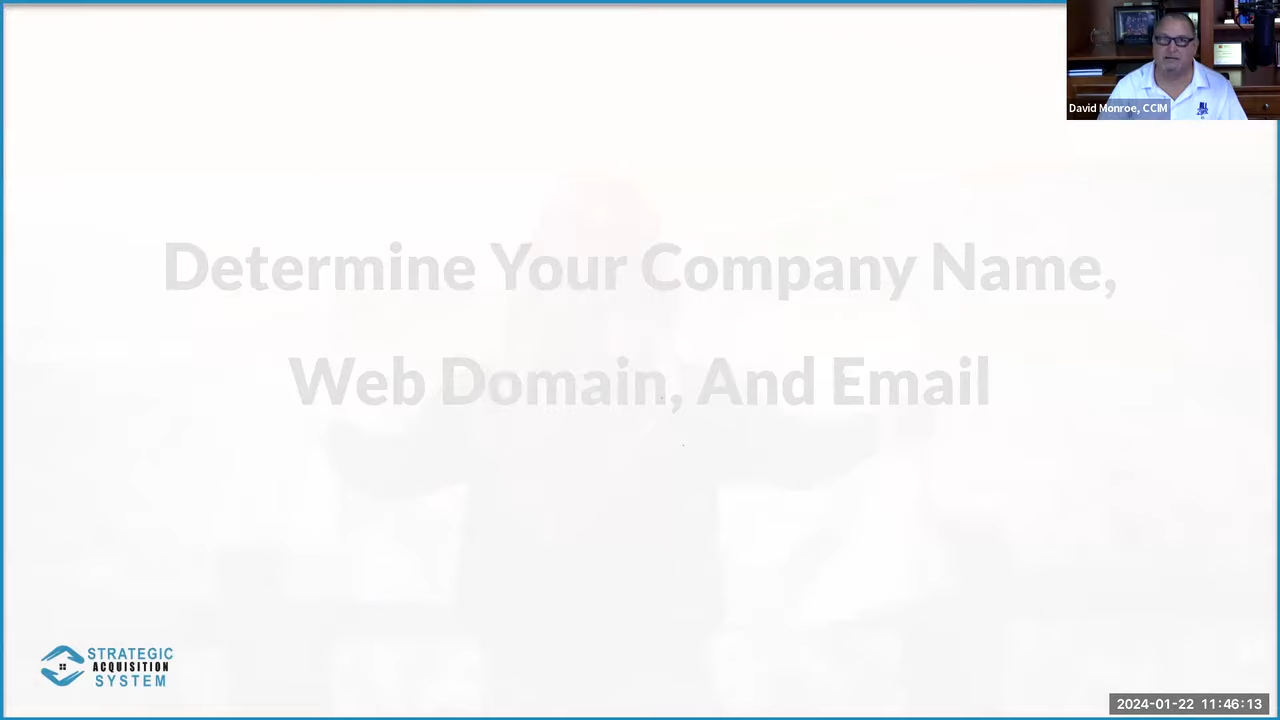 David Monroe, CCIM
Determine Your Company Name,
Web Domain, And Email
STRATEGIC
ACQUISITION
SYSTEM
2024-01-22 11:46:13